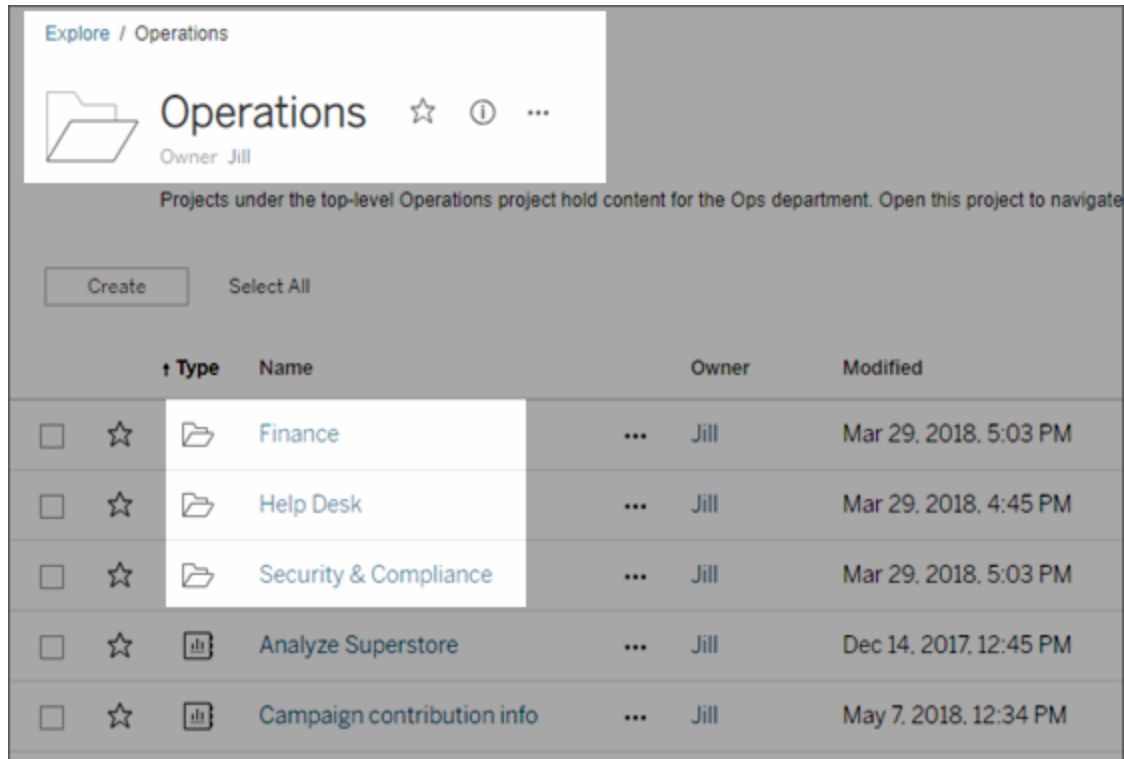 Explore / Operations
Operations
Owner Jill
Projects under the top-level Operations project hold content for the Ops department. Open this project to navigate
Create Select All
↑ Type Name Owner Modified
Finance ••• Jill Mar 29, 2018, 5:03 PM
Help Desk ••• Jill Mar 29, 2018, 4:45 PM
Security & Compliance ••• Jill Mar 29, 2018, 5:03 PM
Analyze Superstore ••• Jill Dec 14, 2017, 12:45 PM
Campaign contribution info ••• Jill May 7, 2018, 12:34 PM